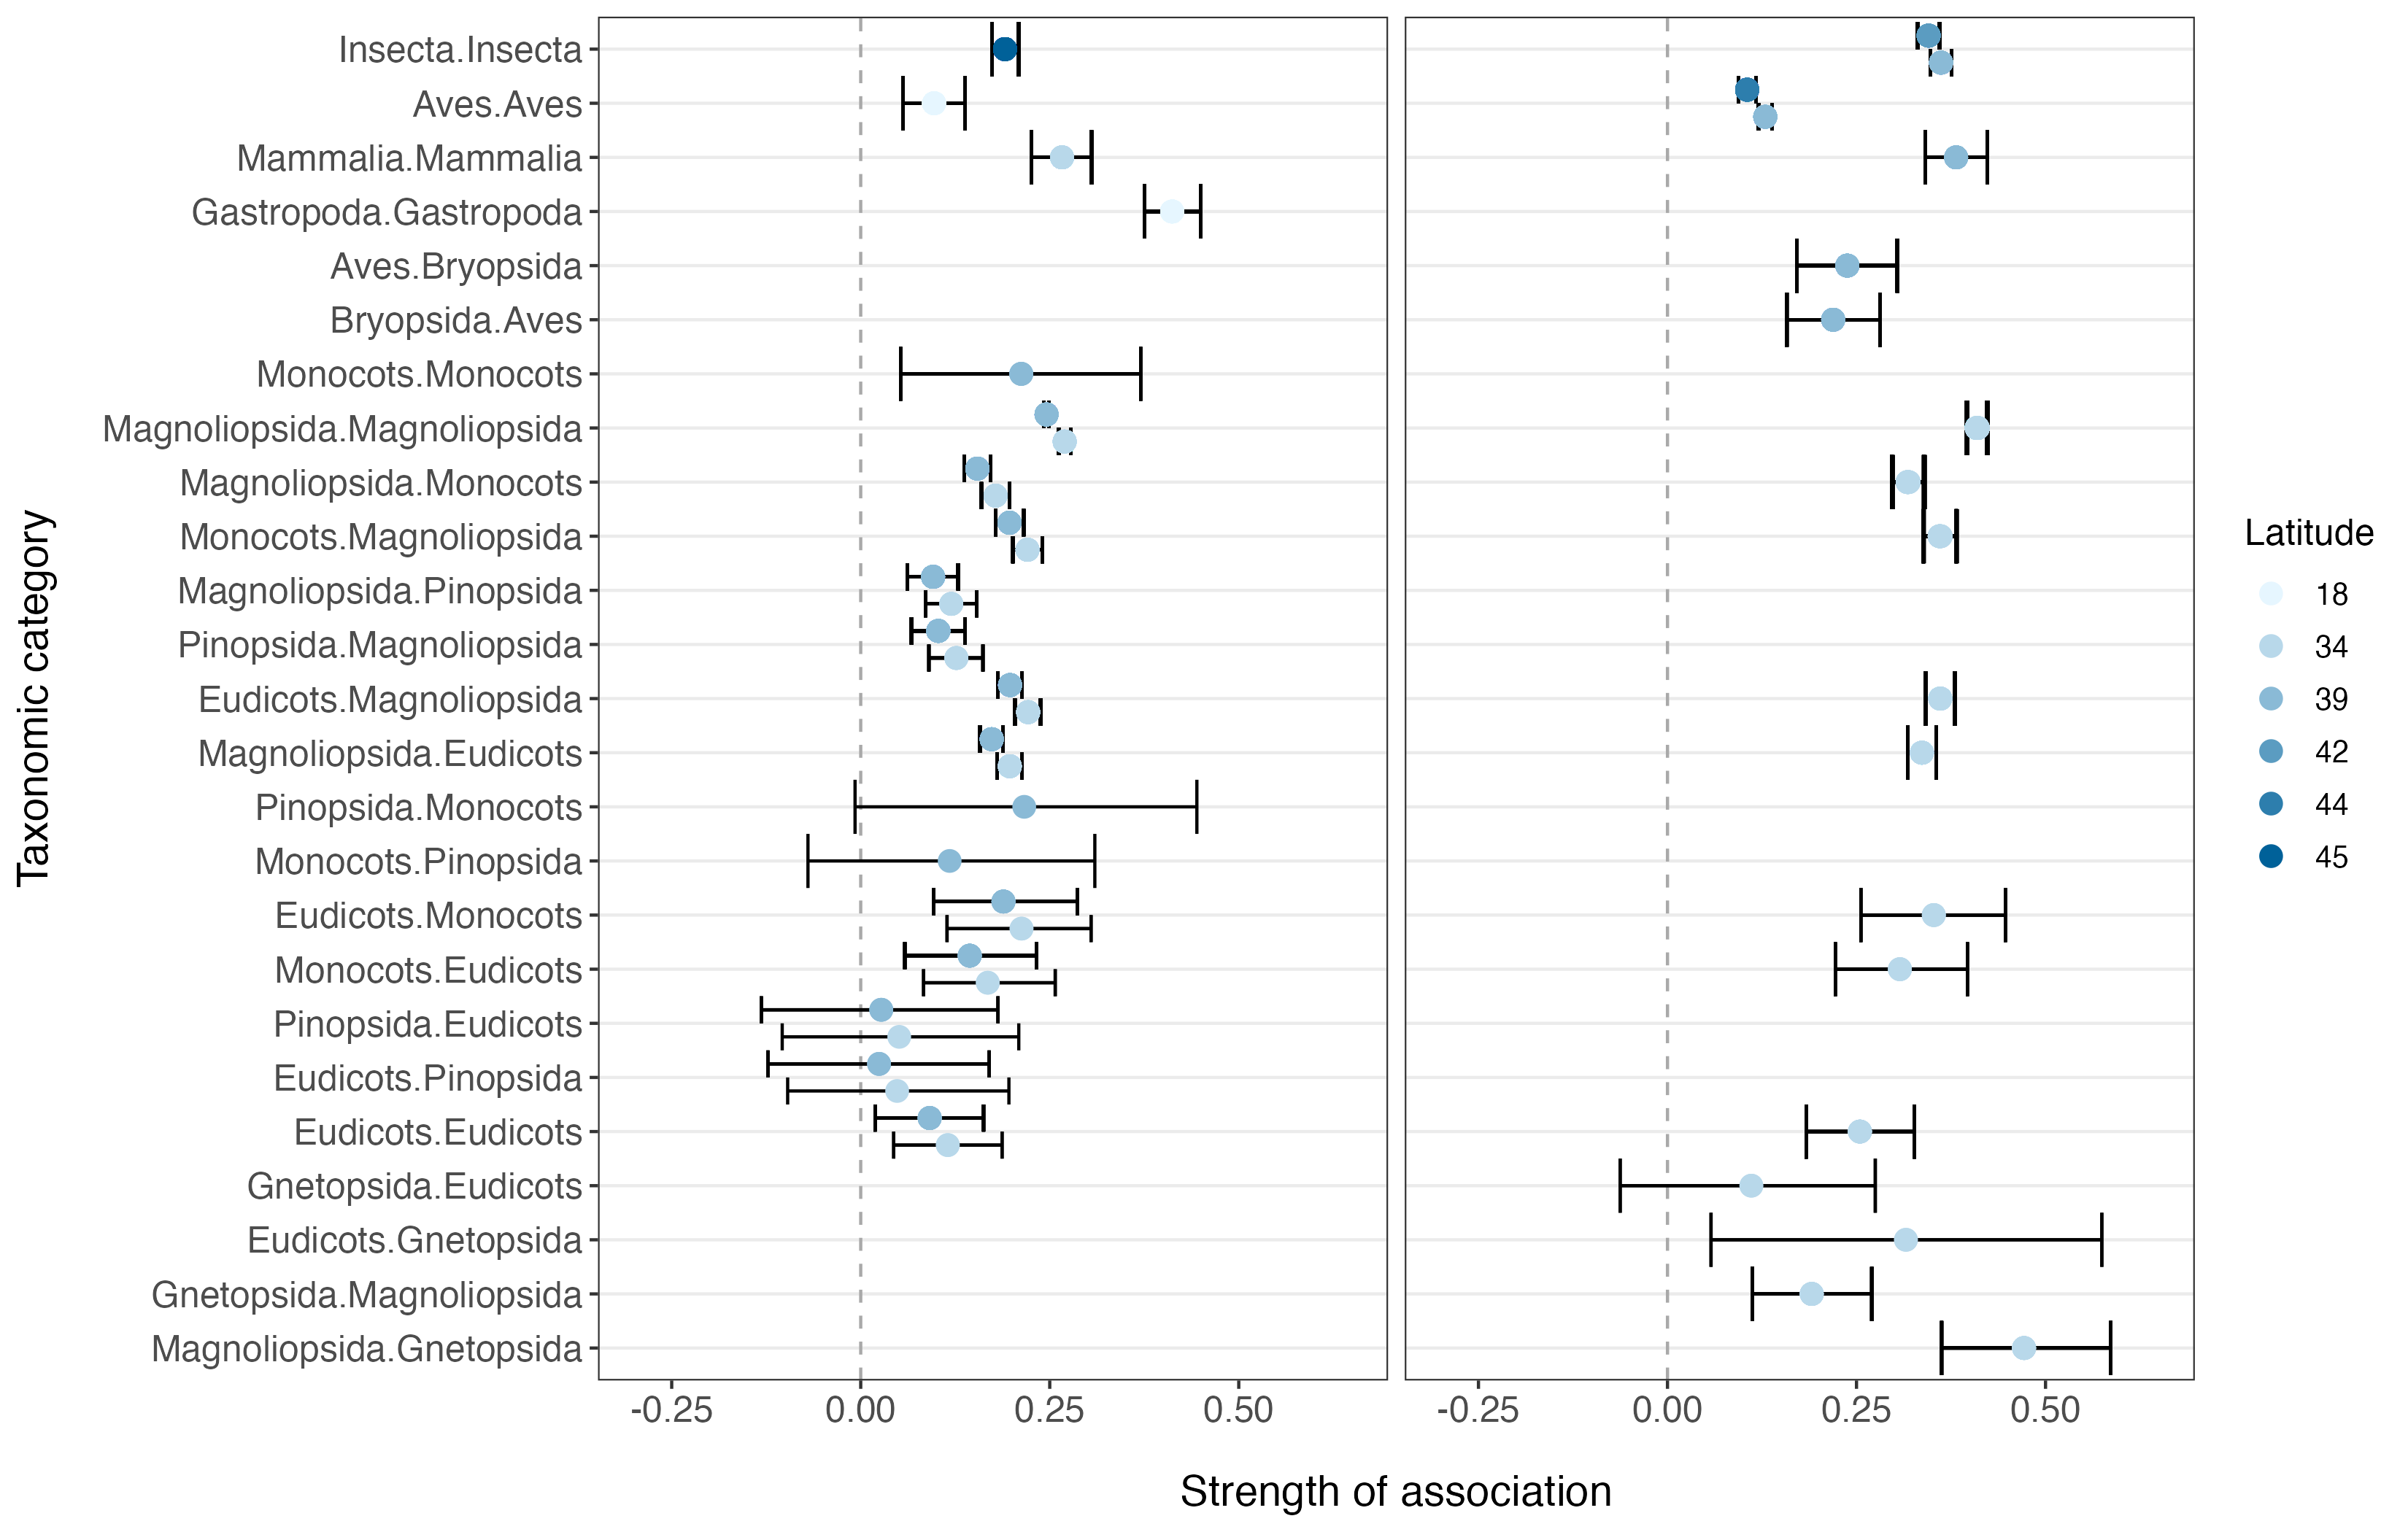 Taxonomic category
Insecta.Insecta
Aves.Aves
Mammalia.Mammalia
Gastropoda.Gastropoda
Aves.Bryopsida
Bryopsida.Aves
Monocots.Monocots
Magnoliopsida.Magnoliopsida
Magnoliopsida.Monocots
Monocots.Magnoliopsida
Magnoliopsida.Pinopsida
Pinopsida.Magnoliopsida
Eudicots.Magnoliopsida
Magnoliopsida.Eudicots
Pinopsida.Monocots
Monocots.Pinopsida
Eudicots.Monocots
Monocots.Eudicots
Pinopsida.Eudicots
Eudicots.Pinopsida
Eudicots.Eudicots
Gnetopsida.Eudicots
Eudicots.Gnetopsida
Gnetopsida.Magnoliopsida
Magnoliopsida.Gnetopsida
-0.25 0.00 0.25 0.50 -0.25 0.00 0.25 0.50
Strength of association
Latitude
18
34
39
42
44
45